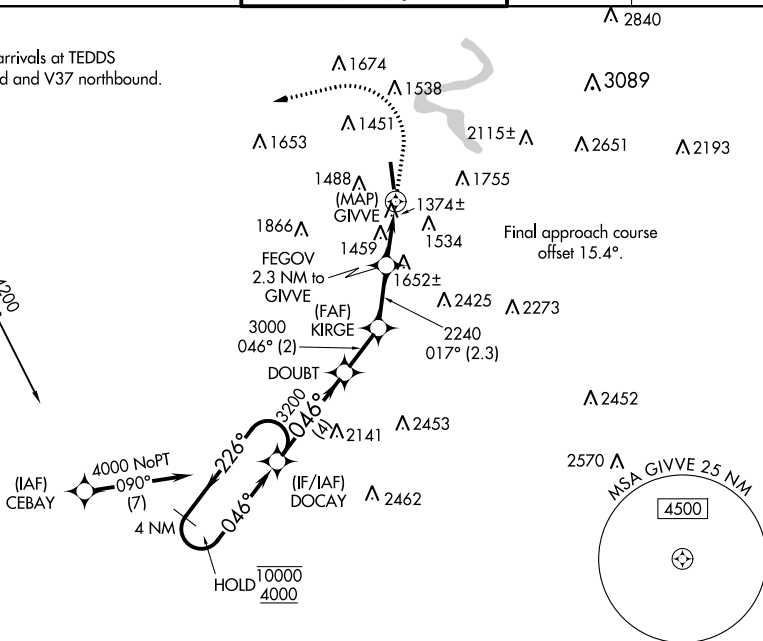 2840
arrivals at TEDDS
d and V37 northbound.
1674
1538
3089
1451
1653
2115±
2651
2193
1488
1755
(MAP)
GIVVE
1374±
1866
1459
1534
Final approach course
offset 15.4°.
FEGOV
2.3 NM to
GIVVE
1652±
4200
2425
2273
(FAF)
KIRGE
3000
046° (2)
2240
017° (2.3)
DOUBT
2452
3200
046°
(4)
2141
2453
226°
2570
4000 NoPT
090°
(7)
(IAF)
CEBAY
(IF/IAF)
DOCAY
2462
MSA GIVVE 25 NM
4500
046°
4 NM
HOLD
10000
4000